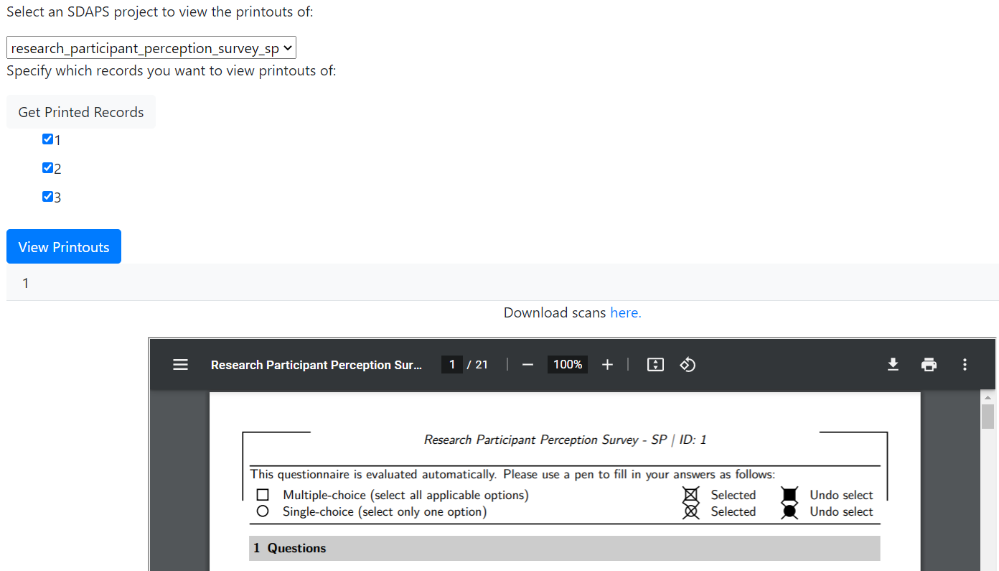 Select an SDAPS project to view the printouts of:
research_participant_perception_survey_sp
Specify which records you want to view printouts of:
Get Printed Records
1
2
3
View Printouts
1
Download scans here.
Research Participant Perception Sur... 1 / 21 100%
Research Participant Perception Survey - SP | ID: 1
This questionnaire is evaluated automatically. Please use a pen to fill in your answers as follows:
Multiple-choice (select all applicable options) Selected Undo select
Single-choice (select only one option) Selected Undo select
1 Questions